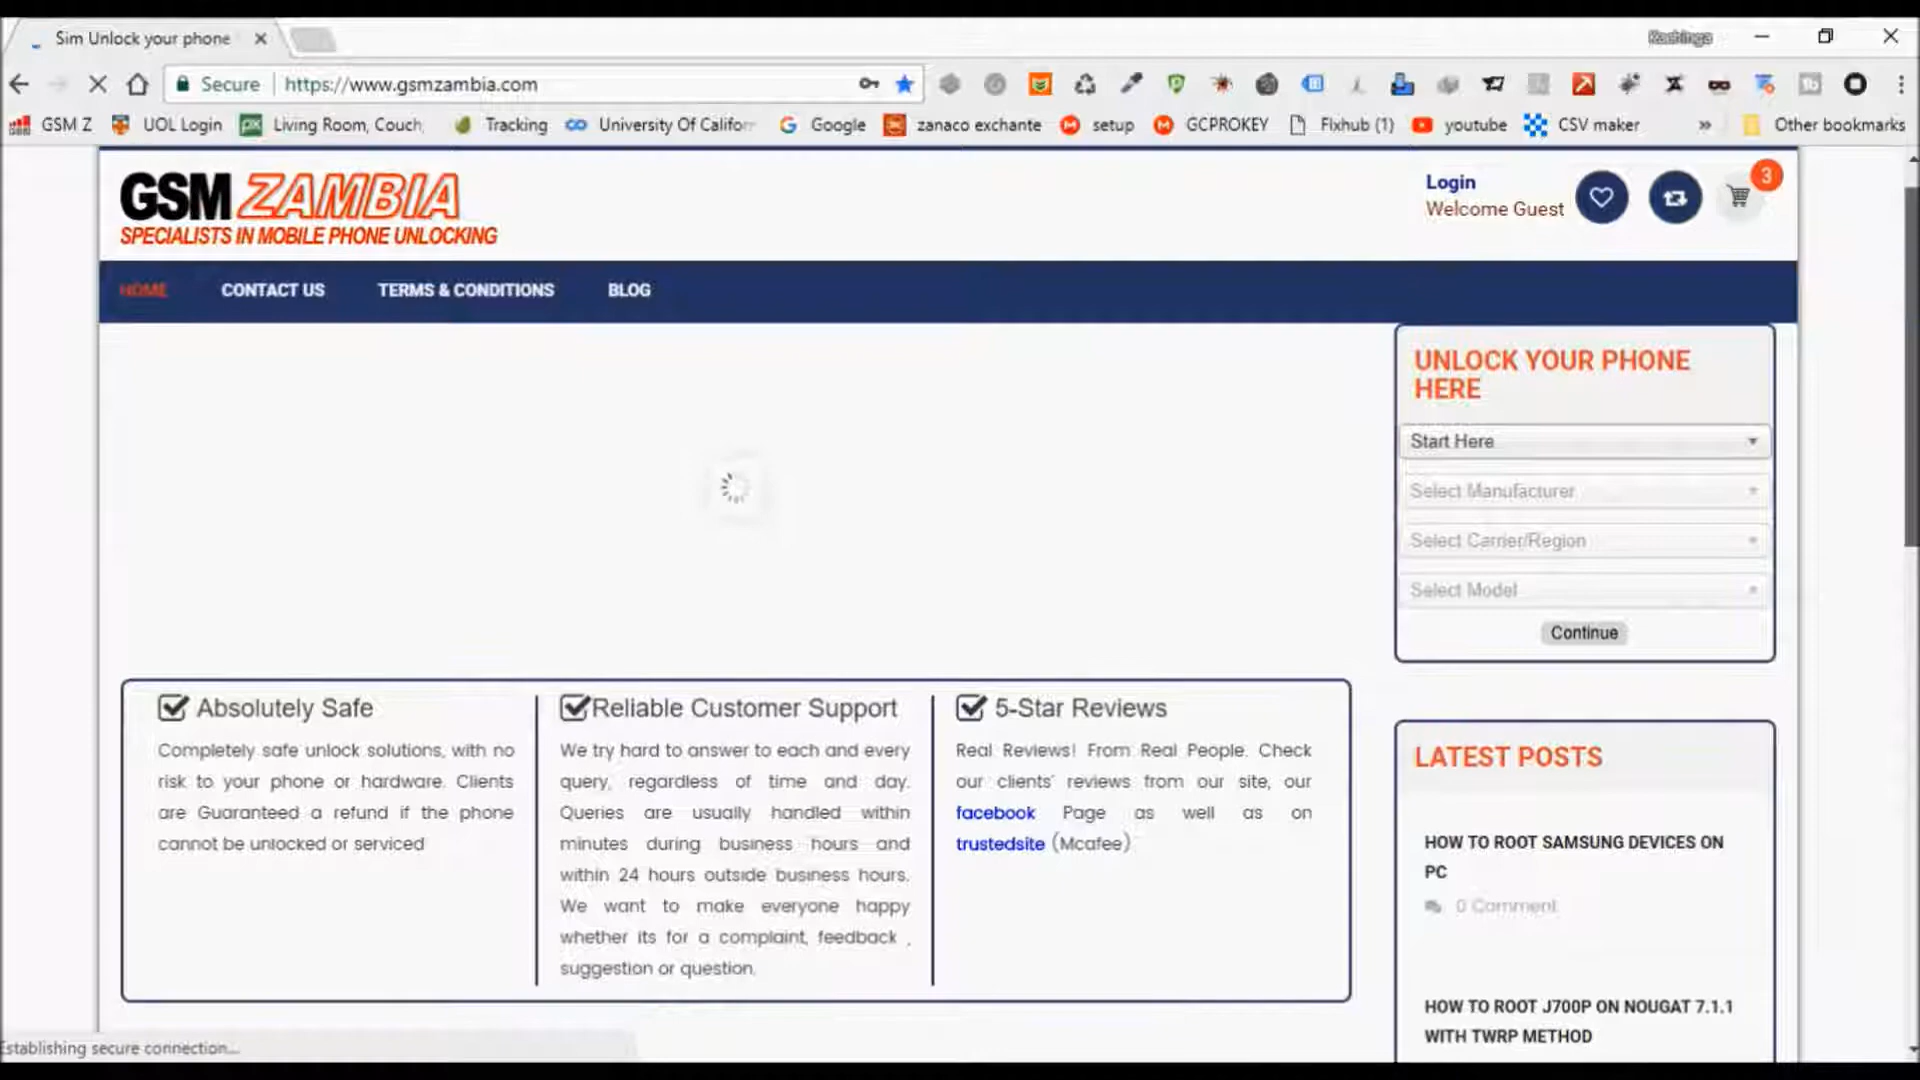 Sim Unlock your phone
Kachinga
Secure
https://www.gsmzambia.com
GSM Z
UOL Login
Living Room, Couch,
Tracking
University Of Califor
Google
zanaco exchante
setup
GCPROKEY
Fixhub (1)
youtube
CSV maker
»
Other bookmarks
GSM ZAMBIA
SPECIALISTS IN MOBILE PHONE UNLOCKING
Login
Welcome Guest
3
HOME
CONTACT US
TERMS & CONDITIONS
BLOG
UNLOCK YOUR PHONE
HERE
Start Here
Select Manufacturer
Select Carrier/Region
Select Model
Continue
Absolutely Safe
Completely safe unlock solutions, with no
risk to your phone or hardware. Clients
are Guaranteed a refund if the phone
cannot be unlocked or serviced
Reliable Customer Support
We try hard to answer to each and every
query, regardless of time and day.
Queries are usually handled within
minutes during business hours and
within 24 hours outside business hours.
We want to make everyone happy
whether its for a complaint, feedback ,
suggestion or question.
5-Star Reviews
Real Reviews! From Real People. Check
our clients' reviews from our site, our
facebook Page as well as on
trustedsite (Mcafee)
LATEST POSTS
HOW TO ROOT SAMSUNG DEVICES ON
PC
0 Comment
HOW TO ROOT J700P ON NOUGAT 7.1.1
WITH TWRP METHOD
Establishing secure connection...